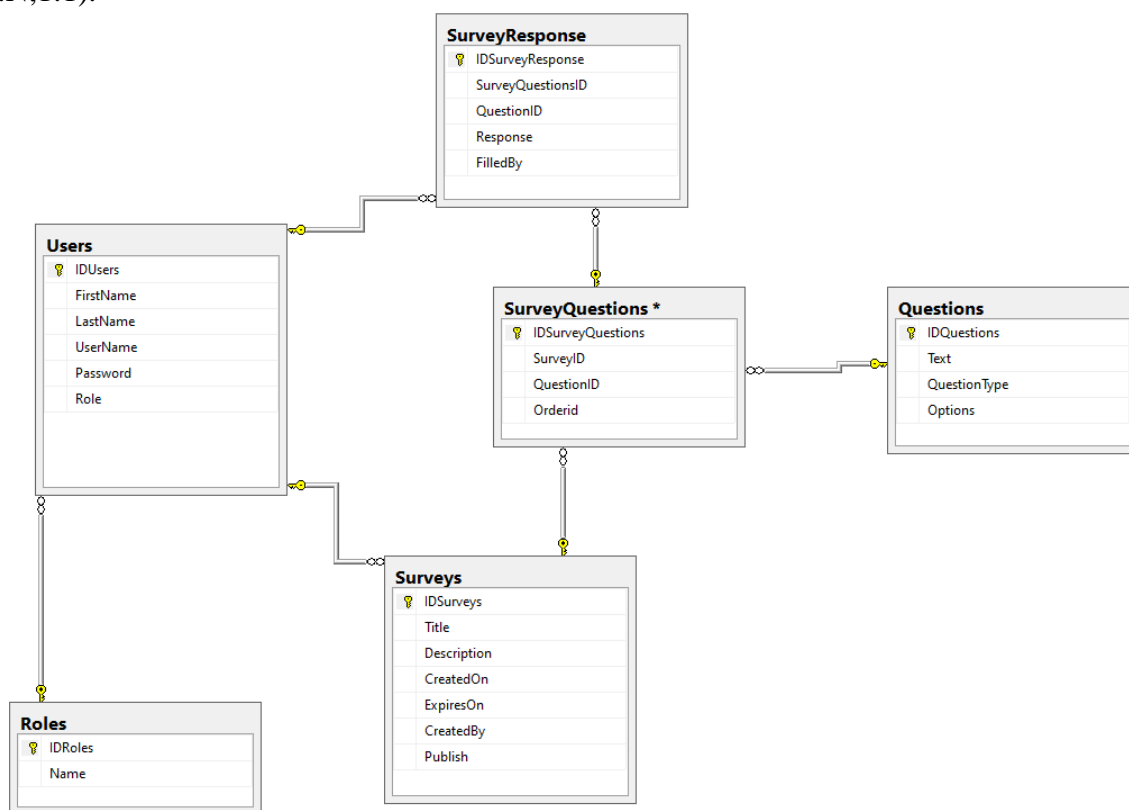 SurveyResponse
IDSurveyResponse
SurveyQuestionsID
QuestionID
Response
FilledBy
Users
IDUsers
FirstName
LastName
UserName
Password
Role
SurveyQuestions *
IDSurveyQuestions
SurveyID
QuestionID
Orderid
Questions
IDQuestions
Text
QuestionType
Options
Surveys
IDSurveys
Title
Description
CreatedOn
ExpiresOn
CreatedBy
Publish
Roles
IDRoles
Name